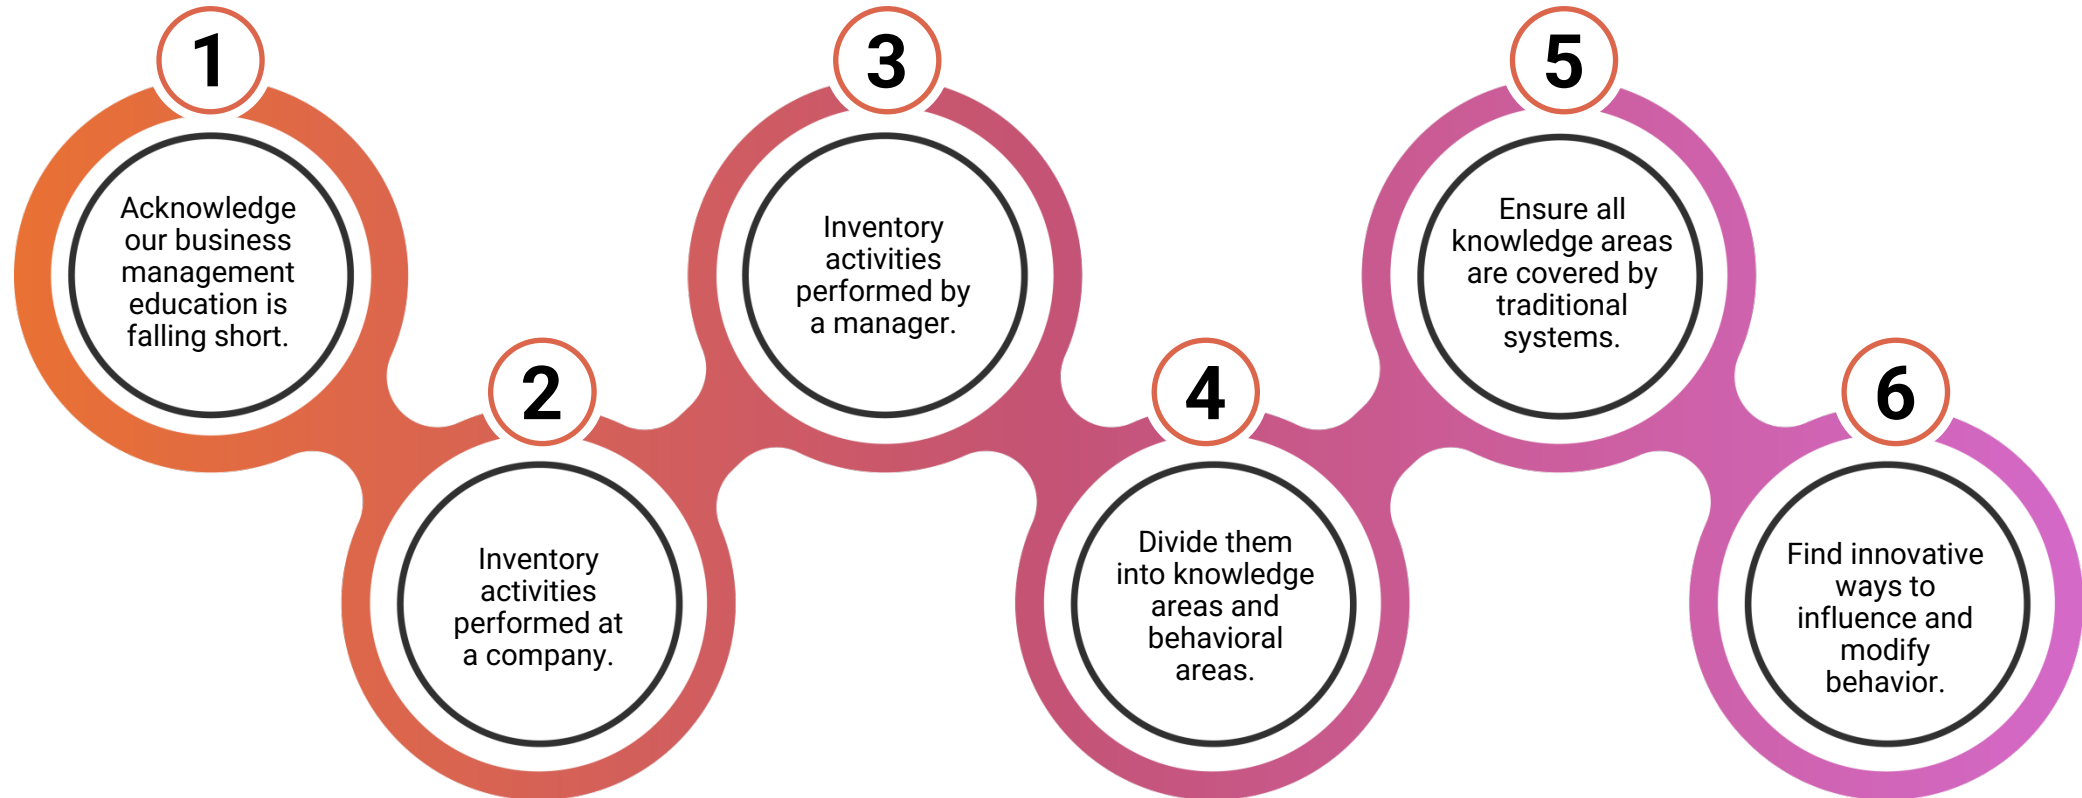 1
Acknowledge
our business
management
education is
falling short.
2
Inventory
activities
performed at
a company.
3
Inventory
activities
performed by
a manager.
4
Divide them
into knowledge
areas and
behavioral
areas.
5
Ensure all
knowledge areas
are covered by
traditional
systems.
6
Find innovative
ways to
influence and
modify
behavior.